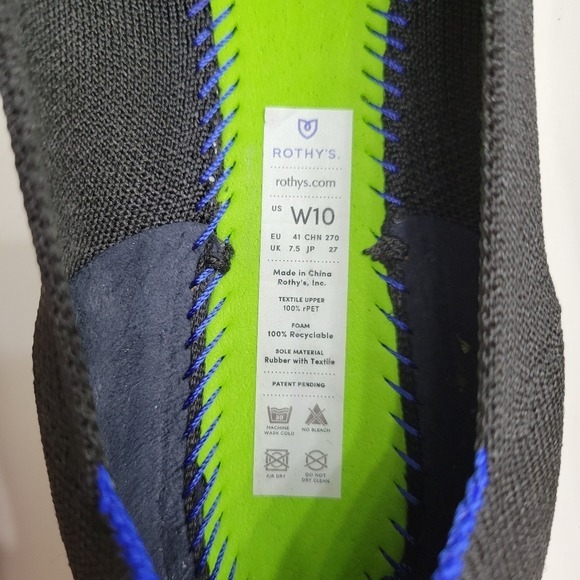 ROTHY'S.
rothys.com
US W10
EU 41 CHN 270
UK 7.5 JP 27
Made in China
Rothy's, Inc.
TEXTILE UPPER
100% rPET
FOAM
100% Recyclable
SOLE MATERIAL
Rubber with Textile
PATENT PENDING
MACHINE WASH COLD
NO BLEACH
AIR DRY
DO NOT DRY CLEAN